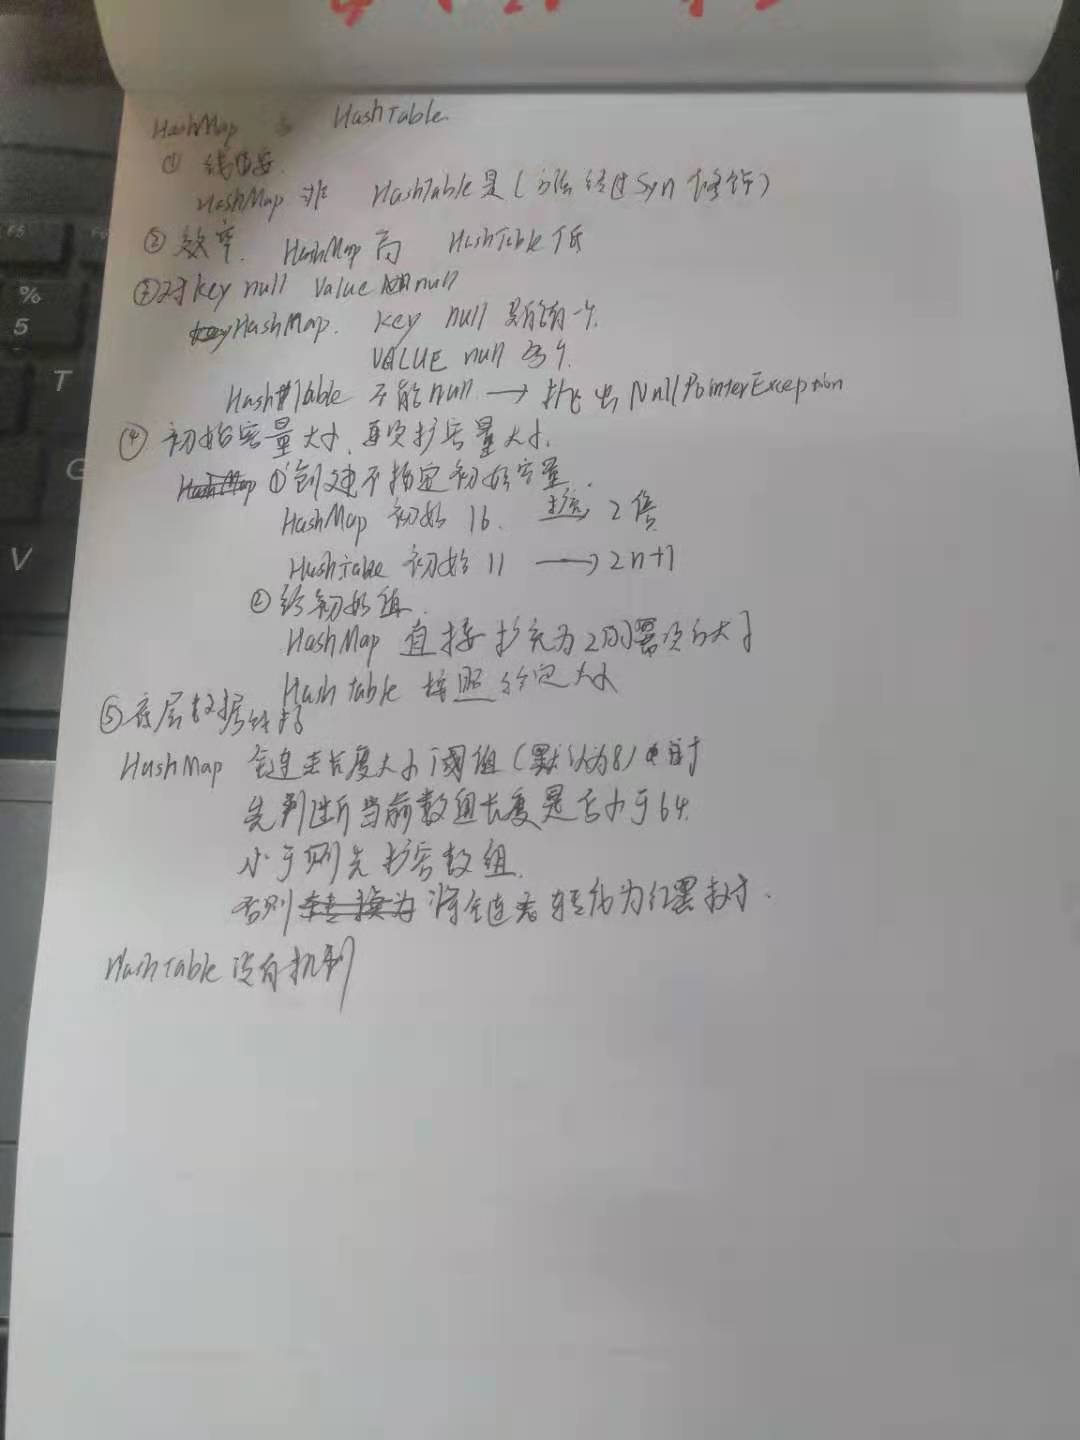 HashMap 与 HashTable
① 线程安
HashMap 非 HashTable 是(方法经过 Syn 修饰)
② 效率. HashMap 高 HashTable 低
③ 对 key null Value null
HashMap. key null 只能有一个.
VALUE null 多个.
HashTable 不能 null → 抛出 NullPointerException
④ 初始容量大小.再次扩容量大小.
① 创建不指定初始容量.
HashMap 初始 16. 扩充 2倍
Hashtable 初始 11 → 2n+1
② 给初始值.
HashMap 直接扩充为2的幂次方大小
Hashtable 按照给定大小
⑤ 底层数据结构
HashMap 当链表长度大于阈值(默认为8)时
先判断当前数组长度是否小于64.
小于则先扩容数组.
否则 将链表转化为红黑树.
HashTable 没有机制